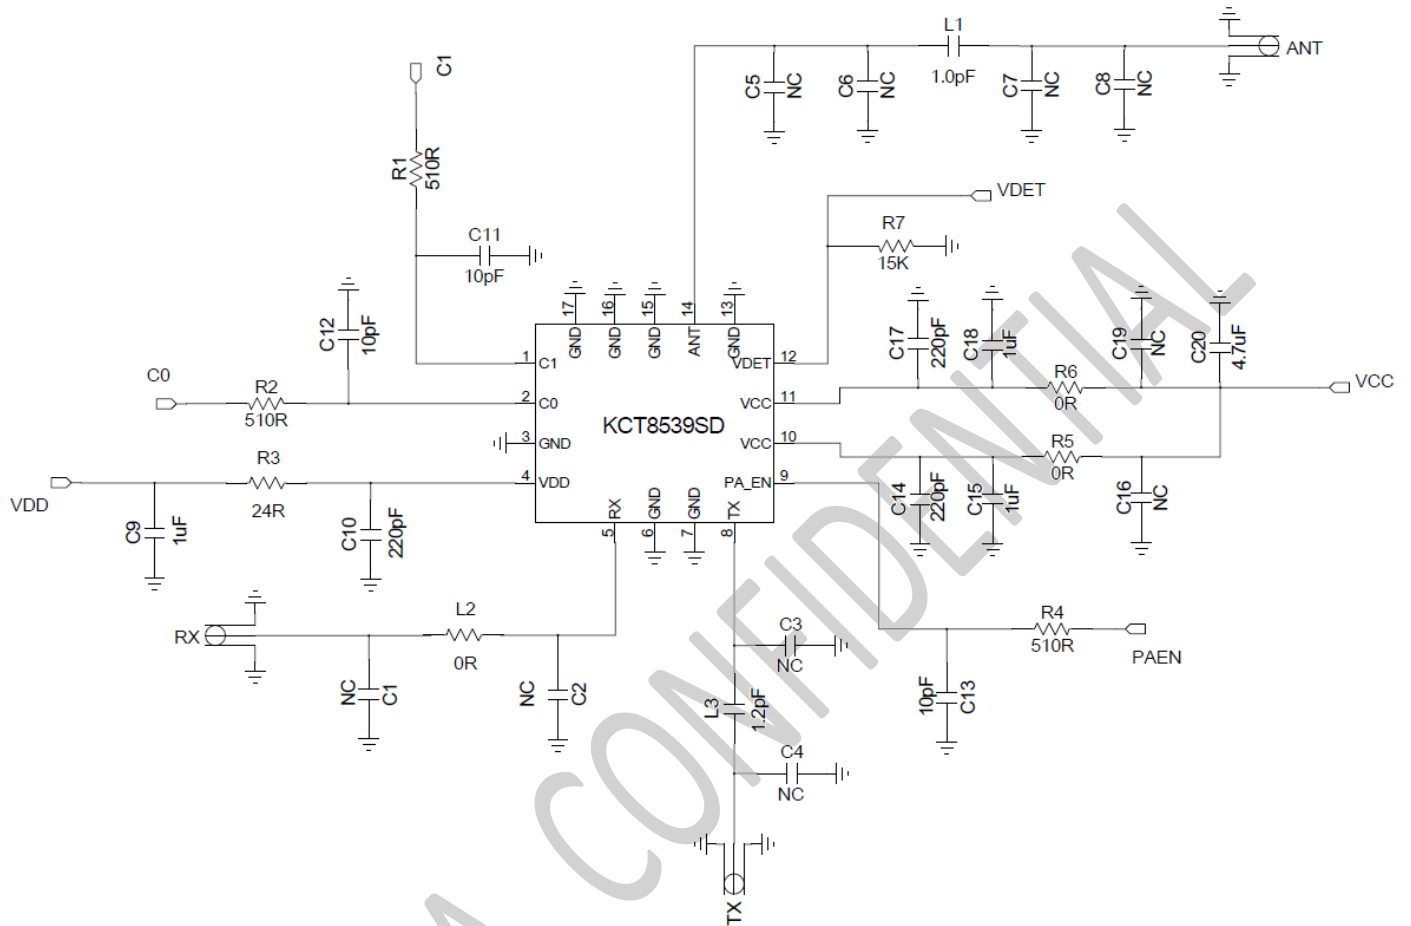 L1
1.0pF
ANT
C5
NC
C6
NC
C7
NC
C8
NC
C1
R1
510R
C11
10pF
VDET
R7
15K
C12
10pF
17
GND
16
GND
15
GND
14
ANT
13
GND
C17
220pF
C18
1uF
C19
NC
C20
4.7uF
1
C1
VDET
12
C0
R2
510R
2
C0
VCC
11
R6
0R
VCC
KCT8539SD
3
GND
VCC
10
R5
0R
VDD
R3
24R
4
VDD
PA_EN
9
C14
220pF
C15
1uF
C16
NC
C9
1uF
C10
220pF
RX
5
GND
6
GND
7
TX
8
RX
L2
0R
NC
C1
NC
C2
C3
NC
L3
1.2pF
C4
NC
TX
R4
510R
PAEN
10pF
C13
A CONFIDENTIAL